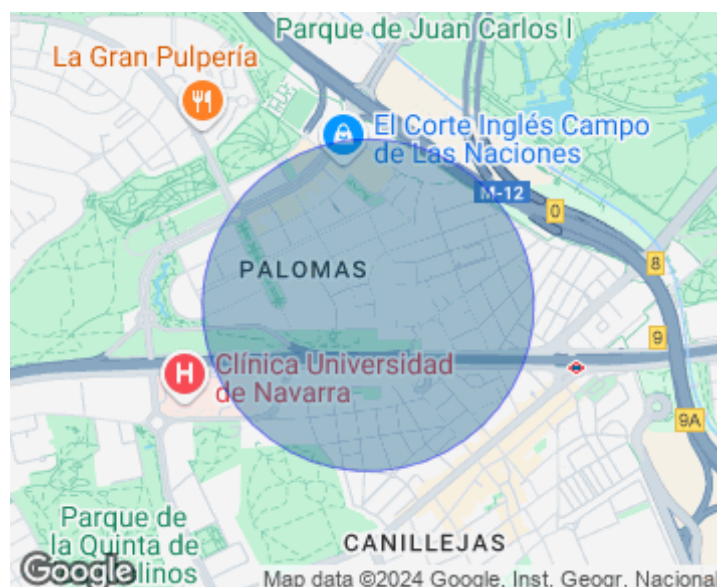 Parque de Juan Carlos I
La Gran Pulpería
El Corte Inglés Campo
de Las Naciones
M-12
0
PALOMAS
8
9
H
Clínica Universidad
de Navarra
9A
Parque de
la Quinta de
CANILLEJAS
Google
Map data ©2024 Google, Inst. Geogr. Nacional